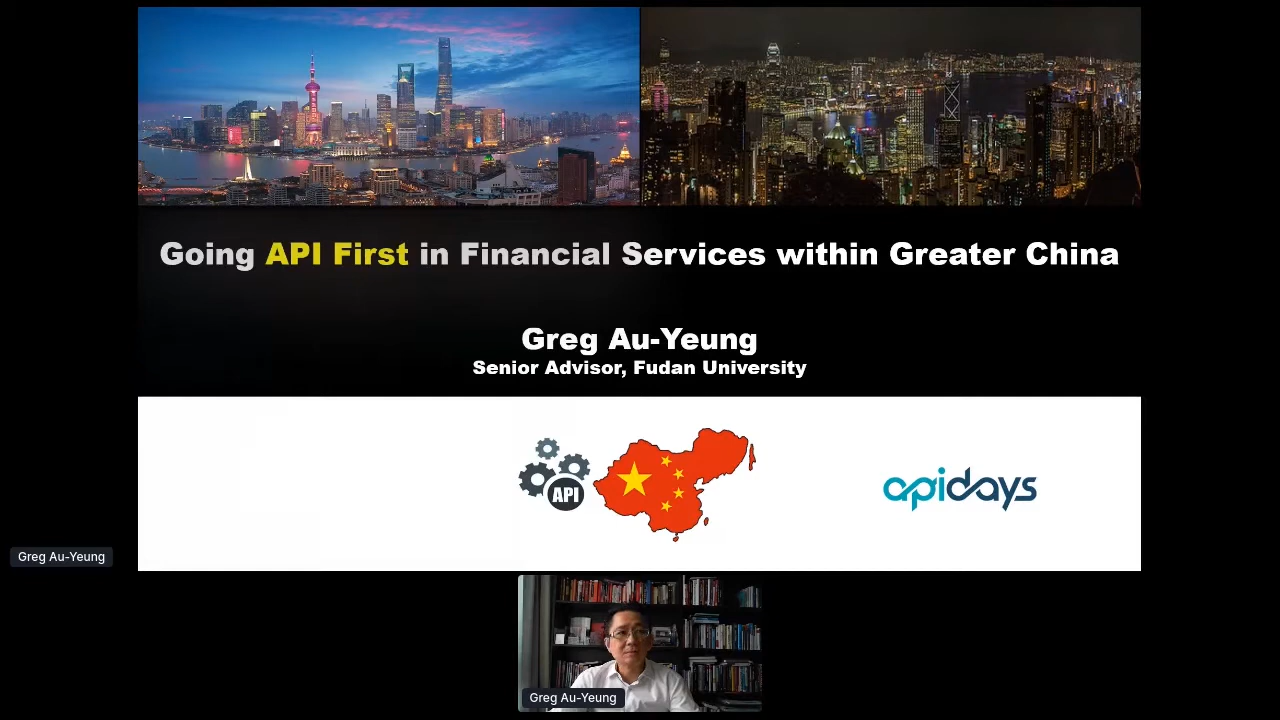 Going API First in Financial Services within Greater China
Greg Au-Yeung
Senior Advisor, Fudan University
API
apidays
Greg Au-Yeung
Greg Au-Yeung